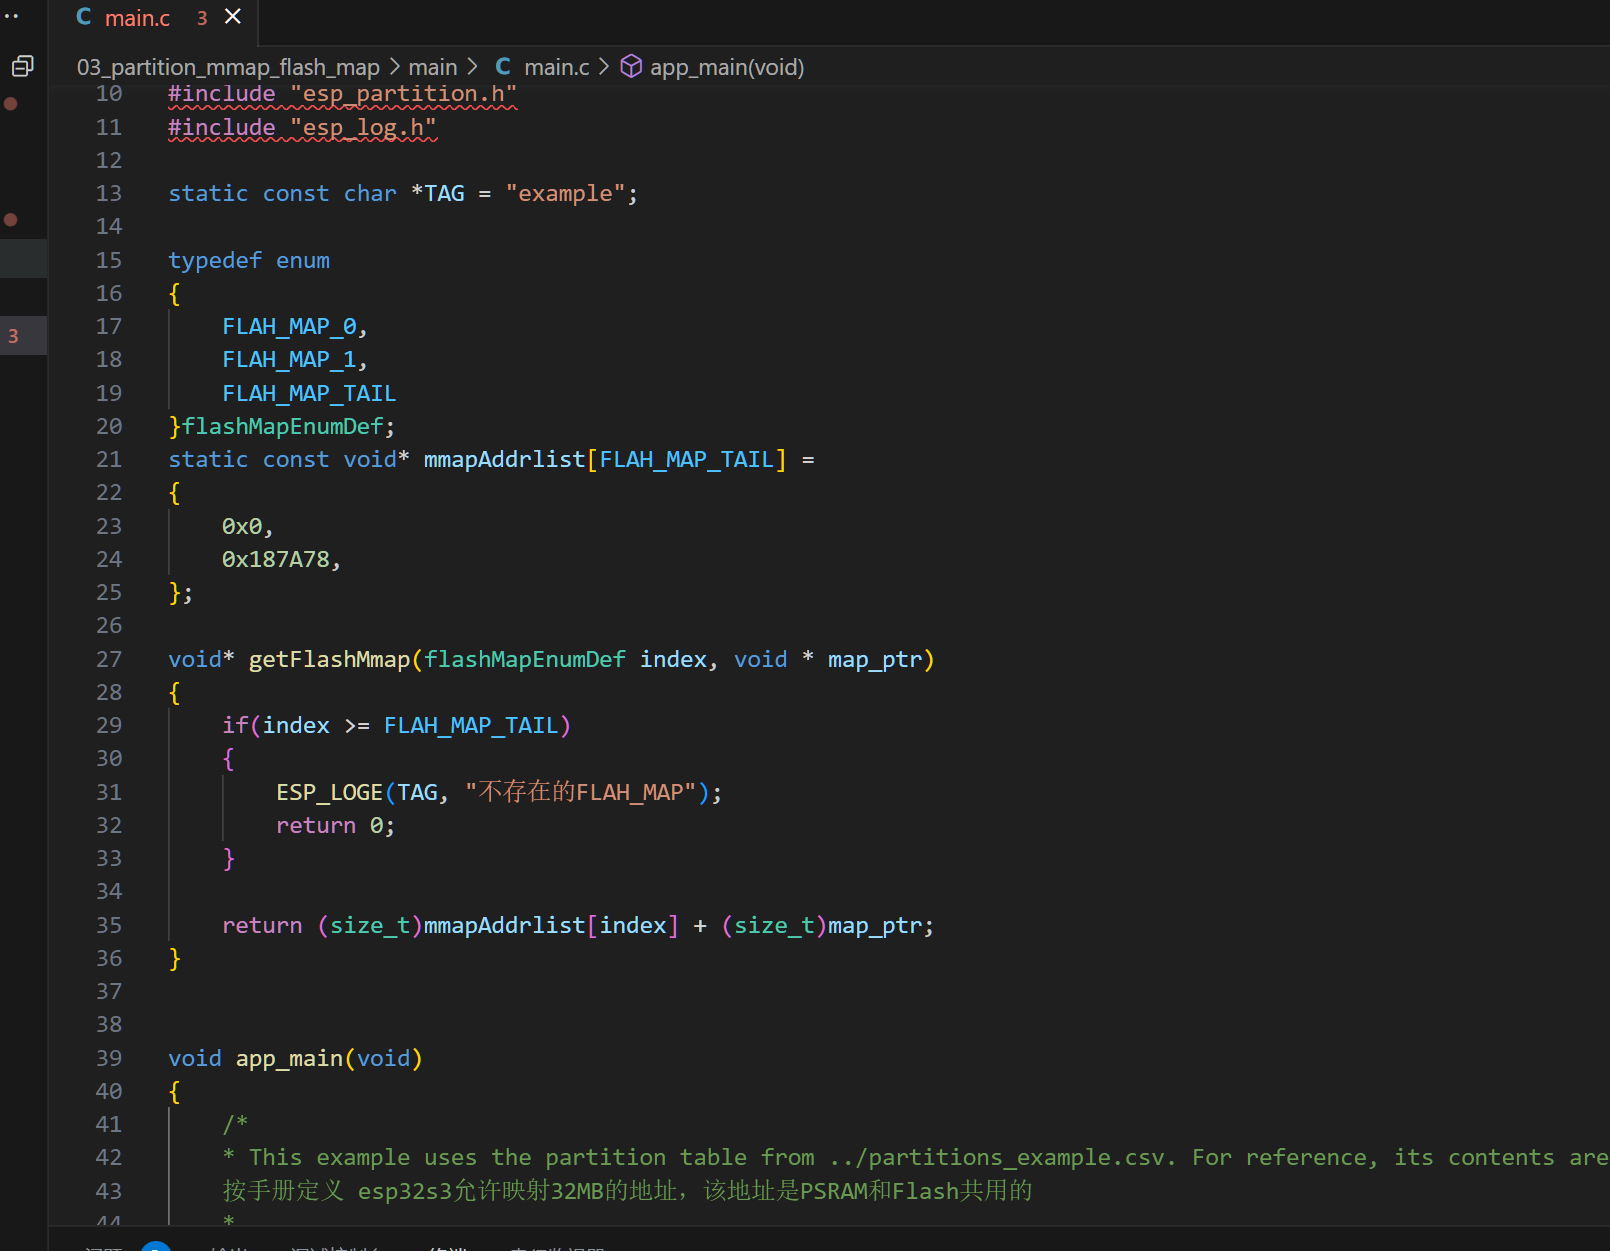 main.c 3
03_partition_mmap_flash_map > main > C main.c > app_main(void)
10 #include "esp_partition.h"
11 #include "esp_log.h"
12
13 static const char *TAG = "example";
14
15 typedef enum
16 {
17 FLAH_MAP_0,
18 FLAH_MAP_1,
3
19 FLAH_MAP_TAIL
20 }flashMapEnumDef;
21 static const void* mmapAddrlist[FLAH_MAP_TAIL] =
22 {
23 0x0,
24 0x187A78,
25 };
26
27 void* getFlashMmap(flashMapEnumDef index, void * map_ptr)
28 {
29 if(index >= FLAH_MAP_TAIL)
30 {
31 ESP_LOGE(TAG, "不存在的FLAH_MAP");
32 return 0;
33 }
34
35 return (size_t)mmapAddrlist[index] + (size_t)map_ptr;
36 }
37
38
39 void app_main(void)
40 {
41 /*
42 * This example uses the partition table from ../partitions_example.csv. For reference, its contents are
43 按手册定义 esp32s3允许映射32MB的地址，该地址是PSRAM和Flash共用的
44 *